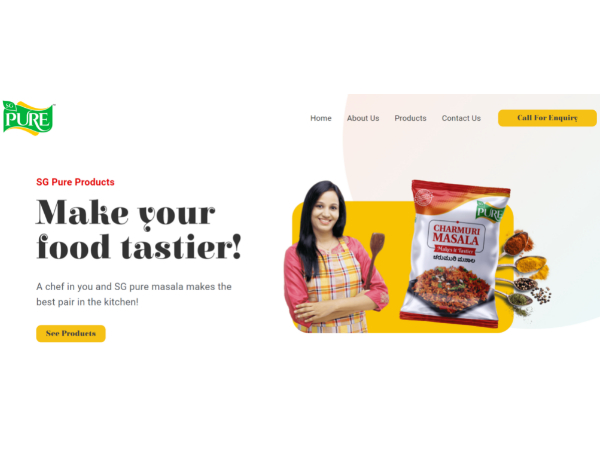 SG
PURE
Home
About Us
Products
Contact Us
Call For Enquiry
SG Pure Products
Make your
food tastier!
A chef in you and SG pure masala makes the
best pair in the kitchen!
See Products
PURE
CHARMURI
MASALA
Makes it Tastier
ಚರುಮುರಿ ಮಸಾಲ